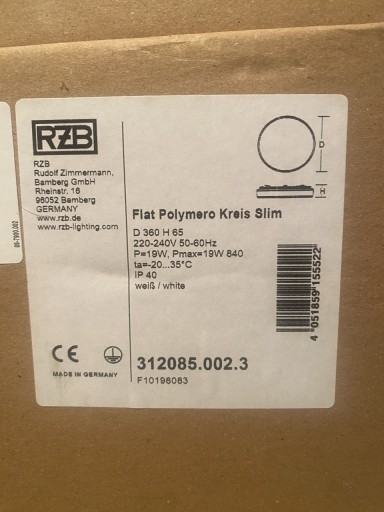 RZB
RZB
Rudolf Zimmermann,
Bamberg GmbH
Rheinstr. 16
96052 Bamberg
GERMANY
www.rzb.de
www.rzb-lighting.com
D
H
Flat Polymero Kreis Slim
D 360 H 65
220-240V 50-60Hz
P=19W, Pmax=19W 840
ta=-20...35°C
IP 40
weiß / white
4 051859 155522
CE
MADE IN GERMANY
312085.002.3
F10198063